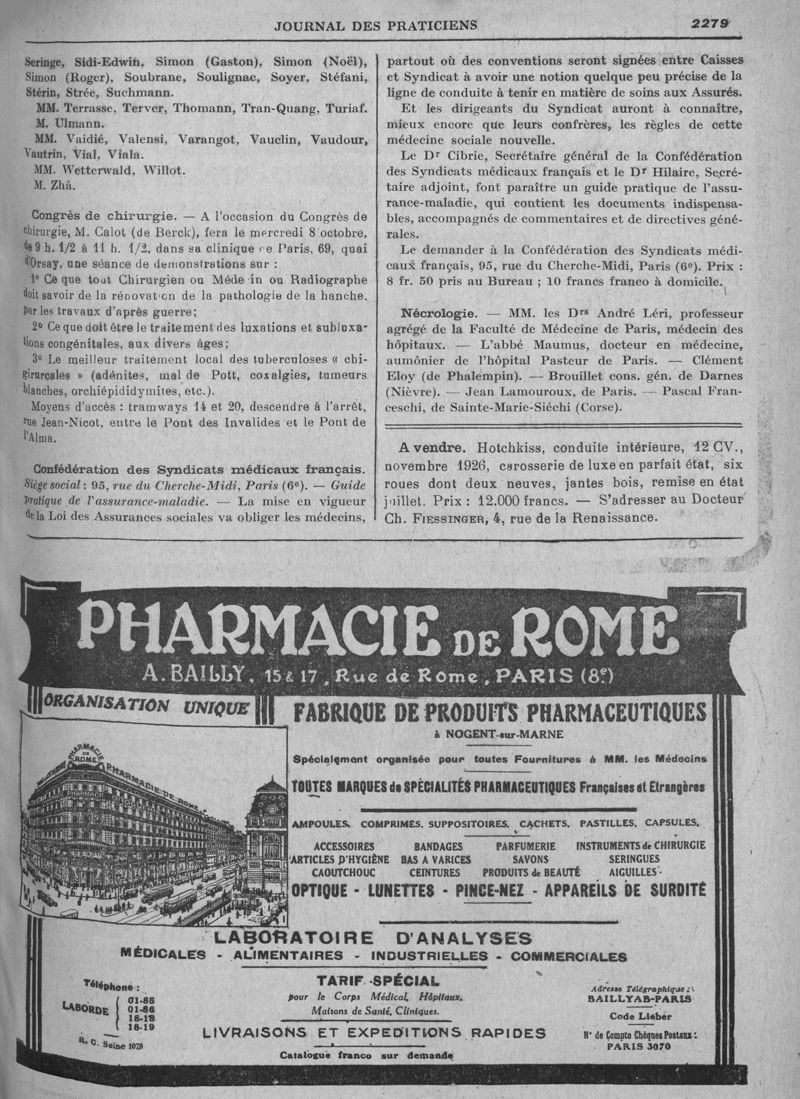 JOURNAL DES PRATICIENS 2279
Seringe, Sidi-Edwin, Simon (Gaston), Simon (Noël),
Simon (Roger), Soubrane, Soulignac, Soyer, Stéfani,
Stérin, Strée, Suchmann.
MM. Terrasse, Terver, Thomann, Tran-Quang, Turiaf.
M. Ulmann.
MM. Vaidié, Valensi, Varangot, Vauclin, Vaudour,
Vautrin, Vial, Viala.
MM. Wetterwald, Willot.
M. Zhâ.
Congrès de chirurgie. — A l'occasion du Congrès de
chirurgie, M. Calot (de Berck), fera le mercredi 8 octobre,
de 9 h. 1/2 à 11 h. 1/2, dans sa clinique de Paris, 69, quai
d'Orsay, une séance de demonstrations sur :
1º Ce que tout Chirurgien ou Médecin ou Radiographe
doit savoir de la rénovation de la pathologie de la hanche,
par les travaux d'après guerre;
2º Ce que doit être le traitement des luxations et subluxa-
tions congénitales, aux divers âges;
3º Le meilleur traitement local des tuberculoses « chi-
rurgicales » (adénites, mal de Pott, coxalgies, tumeurs
blanches, orchiépididymites, etc.).
Moyens d'accès : tramways 14 et 20, descendre à l'arrêt,
rue Jean-Nicot, entre le Pont des Invalides et le Pont de
l'Alma.
Confédération des Syndicats médicaux français.
Siège social : 95, rue du Cherche-Midi, Paris (6e). — Guide
pratique de l'assurance-maladie. — La mise en vigueur
de la Loi des Assurances sociales va obliger les médecins,
partout où des conventions seront signées entre Caisses
et Syndicat à avoir une notion quelque peu précise de la
ligne de conduite à tenir en matière de soins aux Assurés.
Et les dirigeants du Syndicat auront à connaître,
mieux encore que leurs confrères, les règles de cette
médecine sociale nouvelle.
Le Dr Cibrie, Secrétaire général de la Confédération
des Syndicats médicaux français et le Dr Hilaire, Secré-
taire adjoint, font paraître un guide pratique de l'assu-
rance-maladie, qui contient les documents indispensa-
bles, accompagnés de commentaires et de directives géné-
rales.
Le demander à la Confédération des Syndicats médi-
caux français, 95, rue du Cherche-Midi, Paris (6e). Prix :
8 fr. 50 pris au Bureau ; 10 francs franco à domicile.
Nécrologie. — MM. les Drs André Léri, professeur
agrégé de la Faculté de Médecine de Paris, médecin des
hôpitaux. — L'abbé Maumus, docteur en médecine,
aumônier de l'hôpital Pasteur de Paris. — Clément
Eloy (de Phalempin). — Brouillet cons. gén. de Darnes
(Nièvre). — Jean Lamouroux, de Paris. — Pascal Fran-
ceschi, de Sainte-Marie-Siéchi (Corse).
A vendre. Hotchkiss, conduite intérieure, 12 CV.,
novembre 1926, carosserie de luxe en parfait état, six
roues dont deux neuves, jantes bois, remise en état
juillet. Prix : 12.000 francs. — S'adresser au Docteur
Ch. FIESSINGER, 4, rue de la Renaissance.
PHARMACIE DE ROME
A. BAILLY, 15 & 17, Rue de Rome, PARIS (8e)
ORGANISATION UNIQUE
PHARMACIE DE ROME
PHARMACIE DE ROME
FABRIQUE DE PRODUITS PHARMACEUTIQUES
à NOGENT-sur-MARNE
Spécialement organisée pour toutes Fournitures à MM. les Médecins
TOUTES MARQUES de SPÉCIALITÉS PHARMACEUTIQUES Françaises et Etrangères
AMPOULES, COMPRIMÉS, SUPPOSITOIRES, CACHETS, PASTILLES, CAPSULES,
ACCESSOIRES BANDAGES PARFUMERIE INSTRUMENTS de CHIRURGIE
ARTICLES D'HYGIÈNE BAS A VARICES SAVONS SERINGUES
CAOUTCHOUC CEINTURES PRODUITS de BEAUTÉ AIGUILLES
OPTIQUE - LUNETTES - PINCE-NEZ - APPAREILS DE SURDITÉ
LABORATOIRE D'ANALYSES
MÉDICALES - ALIMENTAIRES - INDUSTRIELLES - COMMERCIALES
Téléphone :
LABORDE
01-85
01-86
18-18
18-19
R. C. Seine 1029
TARIF SPÉCIAL
pour le Corps Médical, Hôpitaux,
Maisons de Santé, Cliniques.
LIVRAISONS ET EXPEDITIONS RAPIDES
Catalogue franco sur demande
Adresse Télégraphique :
BAILLYAB-PARIS
Code Lieber
No de Compte Chèques Postaux :
PARIS 3070